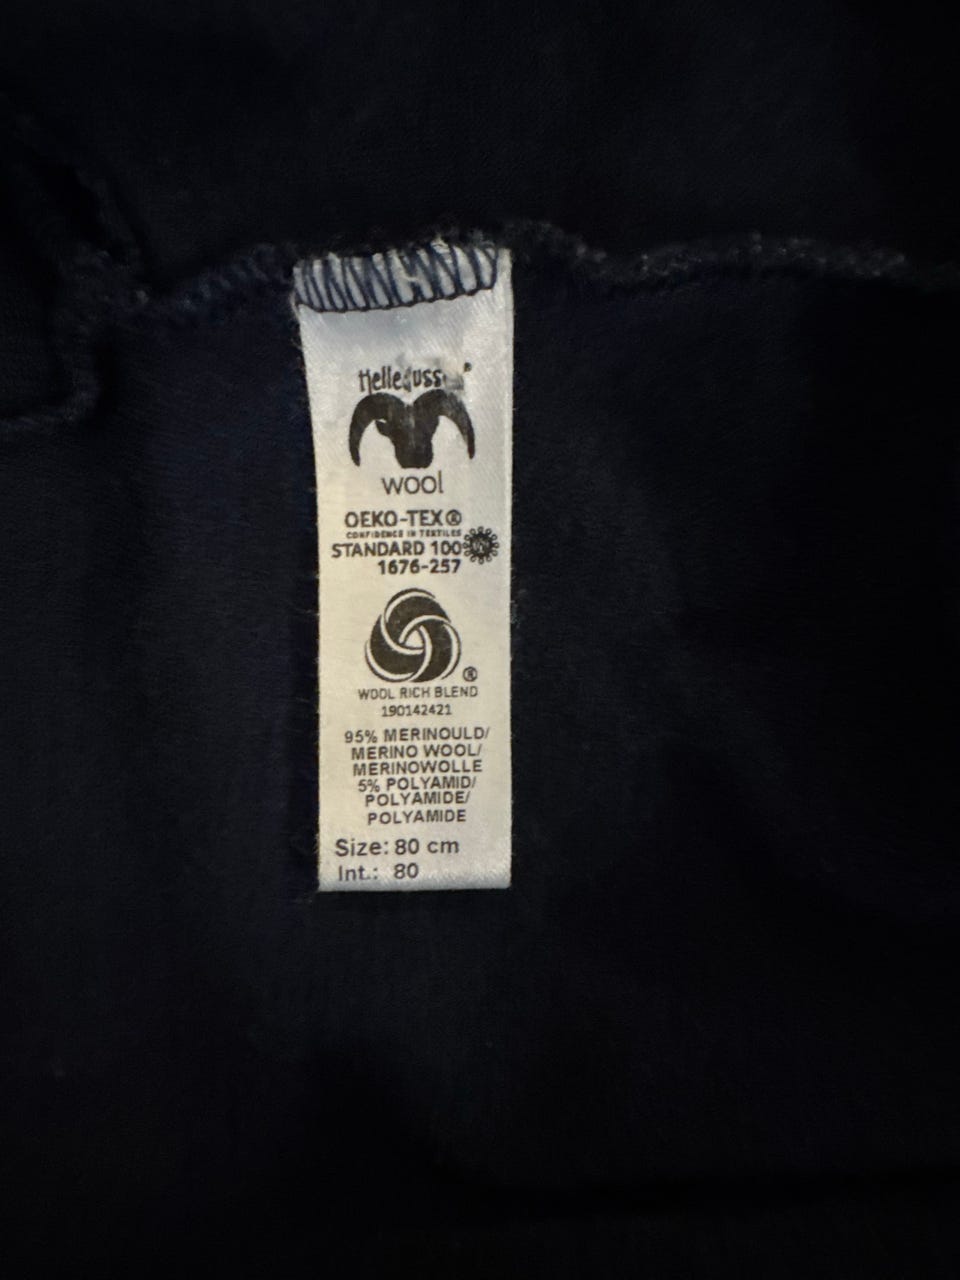 wool
OEKO-TEX®
CONFIDENCE IN TEXTILES
STANDARD 100
1676-257
®
WOOL RICH BLEND
190142421
95% MERINOULD/
MERINO WOOL/
MERINOWOLLE
5% POLYAMID/
POLYAMIDE/
POLYAMIDE
Size: 80 cm
Int.: 80